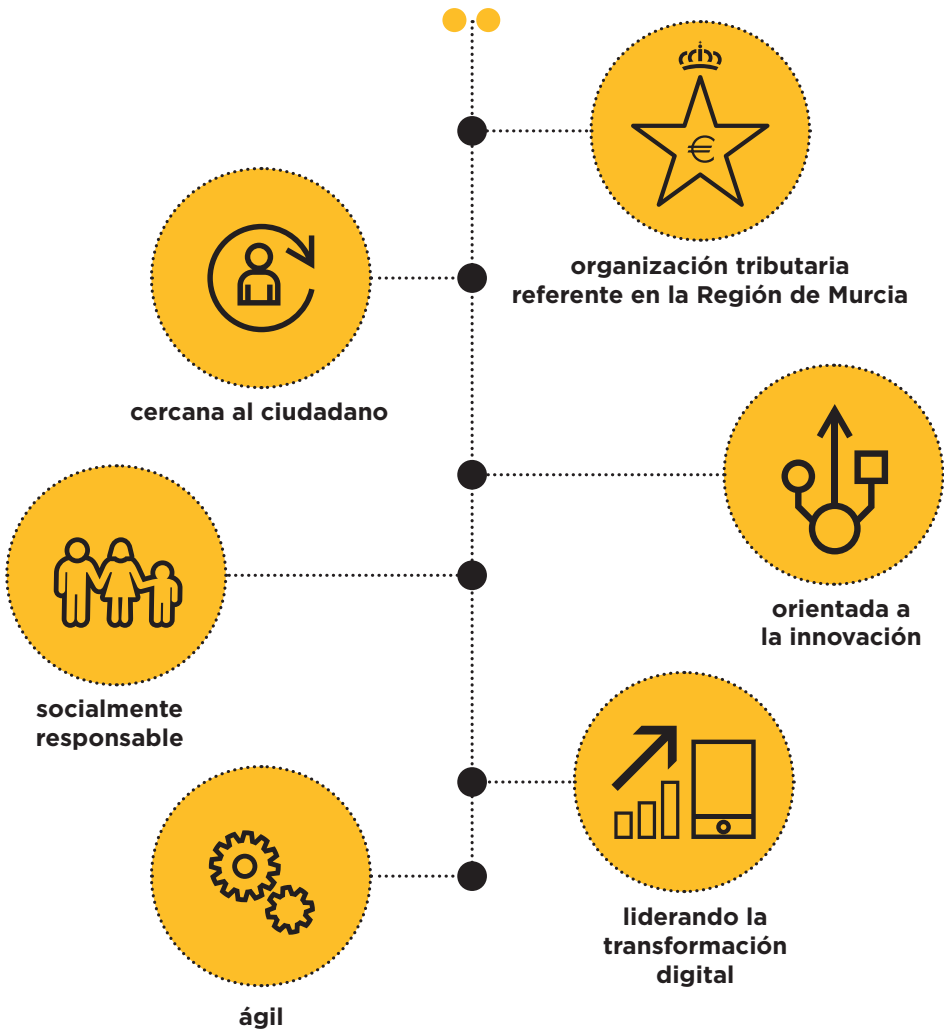 €
organización tributaria
referente en la Región de Murcia
cercana al ciudadano
orientada a
la innovación
socialmente
responsable
liderando la
transformación
digital
ágil